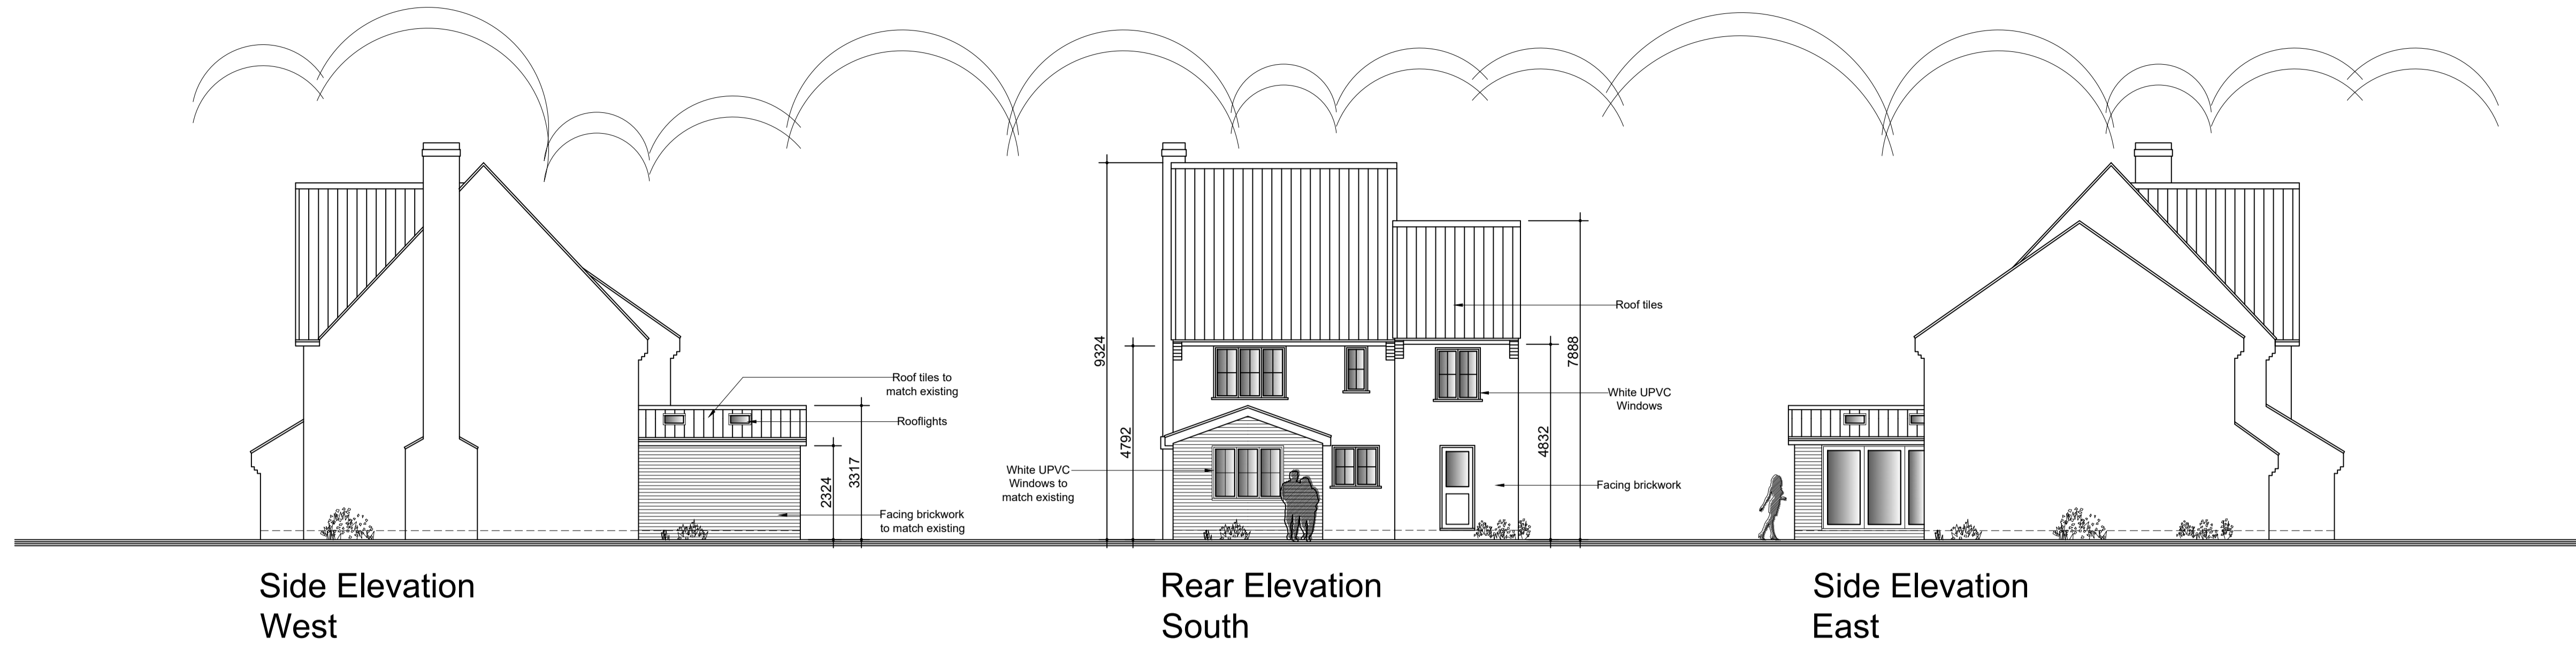 Roof tiles to
match existing
Rooflights
2324
3317
Facing brickwork
to match existing
Side Elevation
West
9324
4792
White UPVC
Windows to
match existing
Roof tiles
7888
White UPVC
Windows
4832
Facing brickwork
Rear Elevation
South
Side Elevation
East